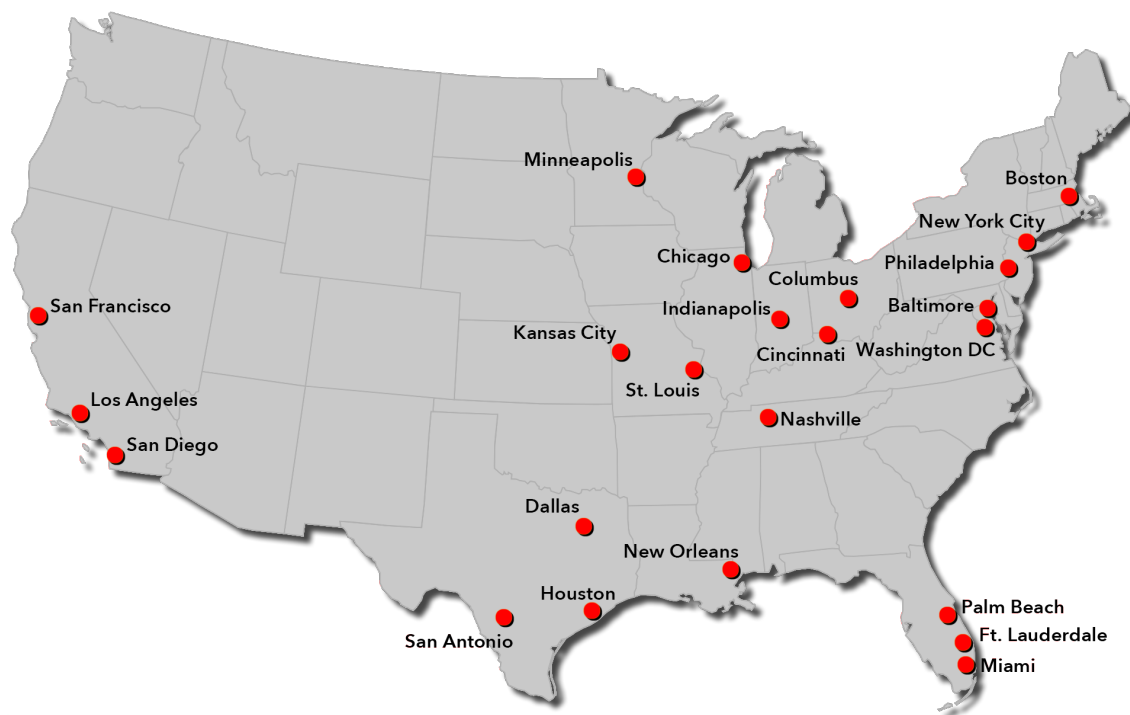 Minneapolis
Boston
New York City
Chicago
Philadelphia
Columbus
San Francisco
Indianapolis
Baltimore
Kansas City
Cincinnati
Washington DC
St. Louis
Los Angeles
Nashville
San Diego
Dallas
New Orleans
Houston
Palm Beach
Ft. Lauderdale
San Antonio
Miami